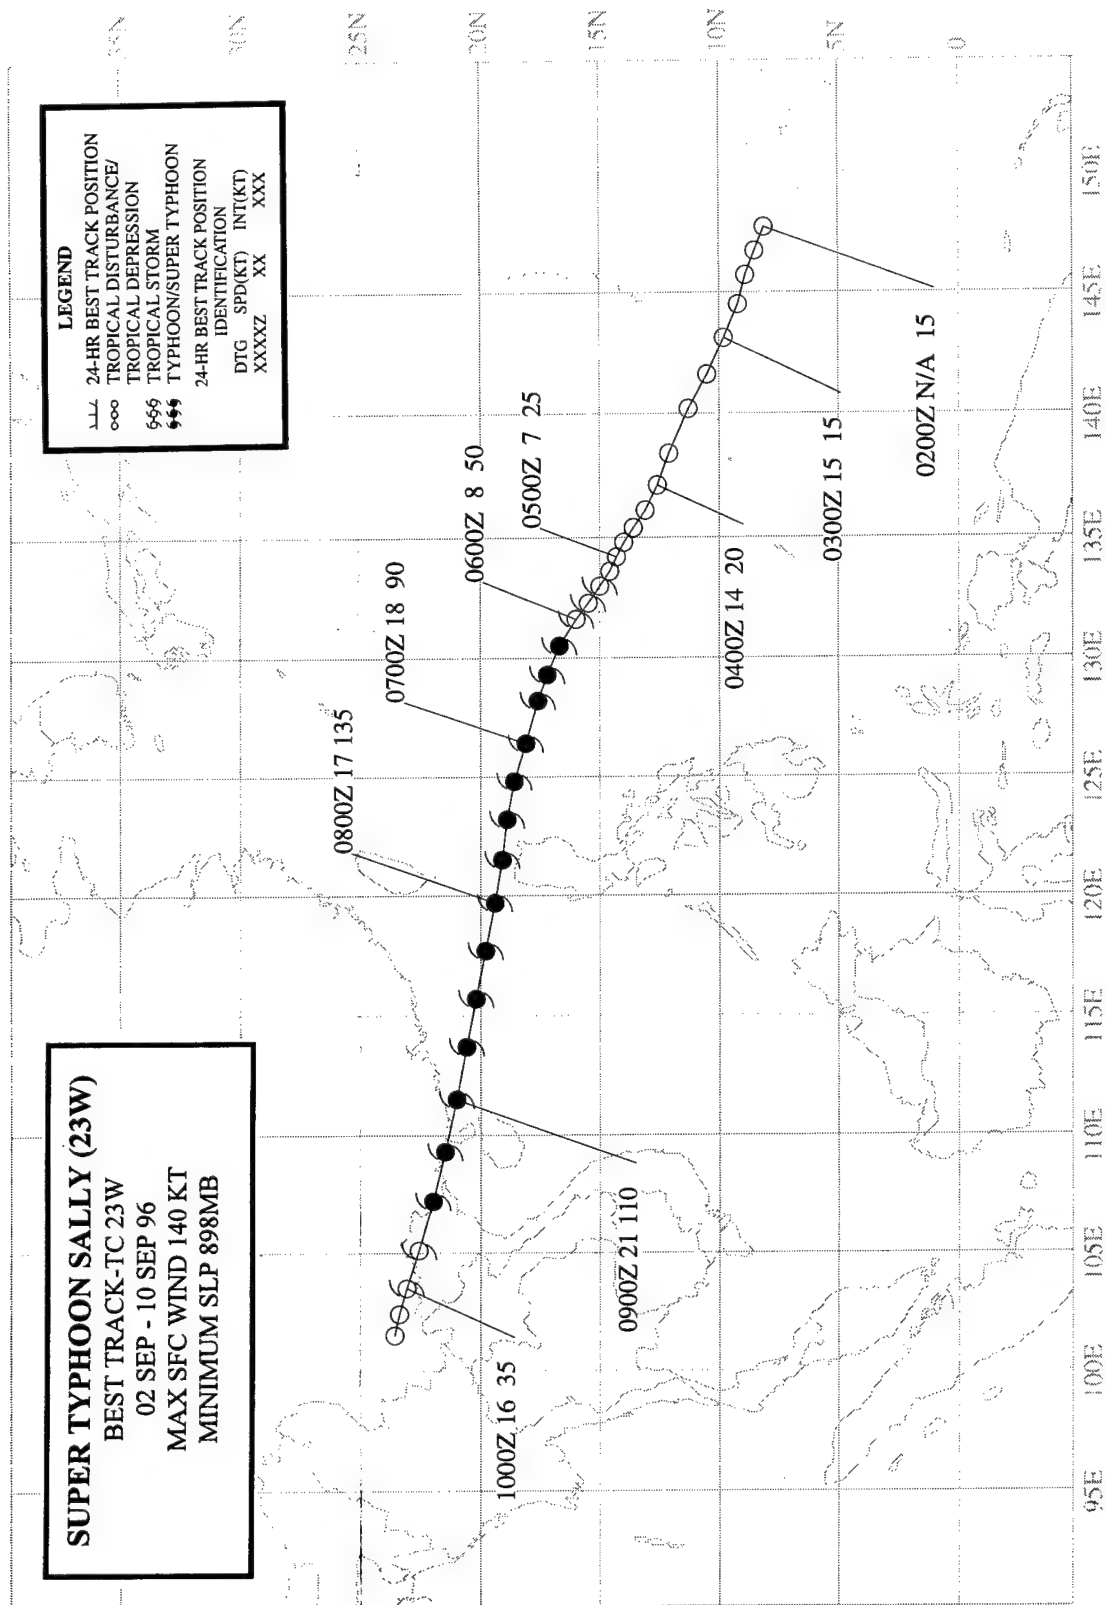 SUPER TYPHOON SALLY (23W)
BEST TRACK-TC 23W
02 SEP - 10 SEP 96
MAX SFC WIND 140 KT
MINIMUM SLP 898MB
LEGEND
24-HR BEST TRACK POSITION
TROPICAL DISTURBANCE/
TROPICAL DEPRESSION
TROPICAL STORM
TYPHOON/SUPER TYPHOON
24-HR BEST TRACK POSITION
IDENTIFICATION
DTG SPD(KT) INT(KT)
XXXXZ XX XXX
35N
30N
25N
20N
15N
10N
5N
0
0800Z 17 135
0700Z 18 90
0600Z 8 50
0500Z 7 25
1000Z 16 35
0900Z 21 110
0400Z 14 20
0300Z 15 15
0200Z N/A 15
95E
100E
105E
110E
115E
120E
125E
130E
135E
140E
145E
150E